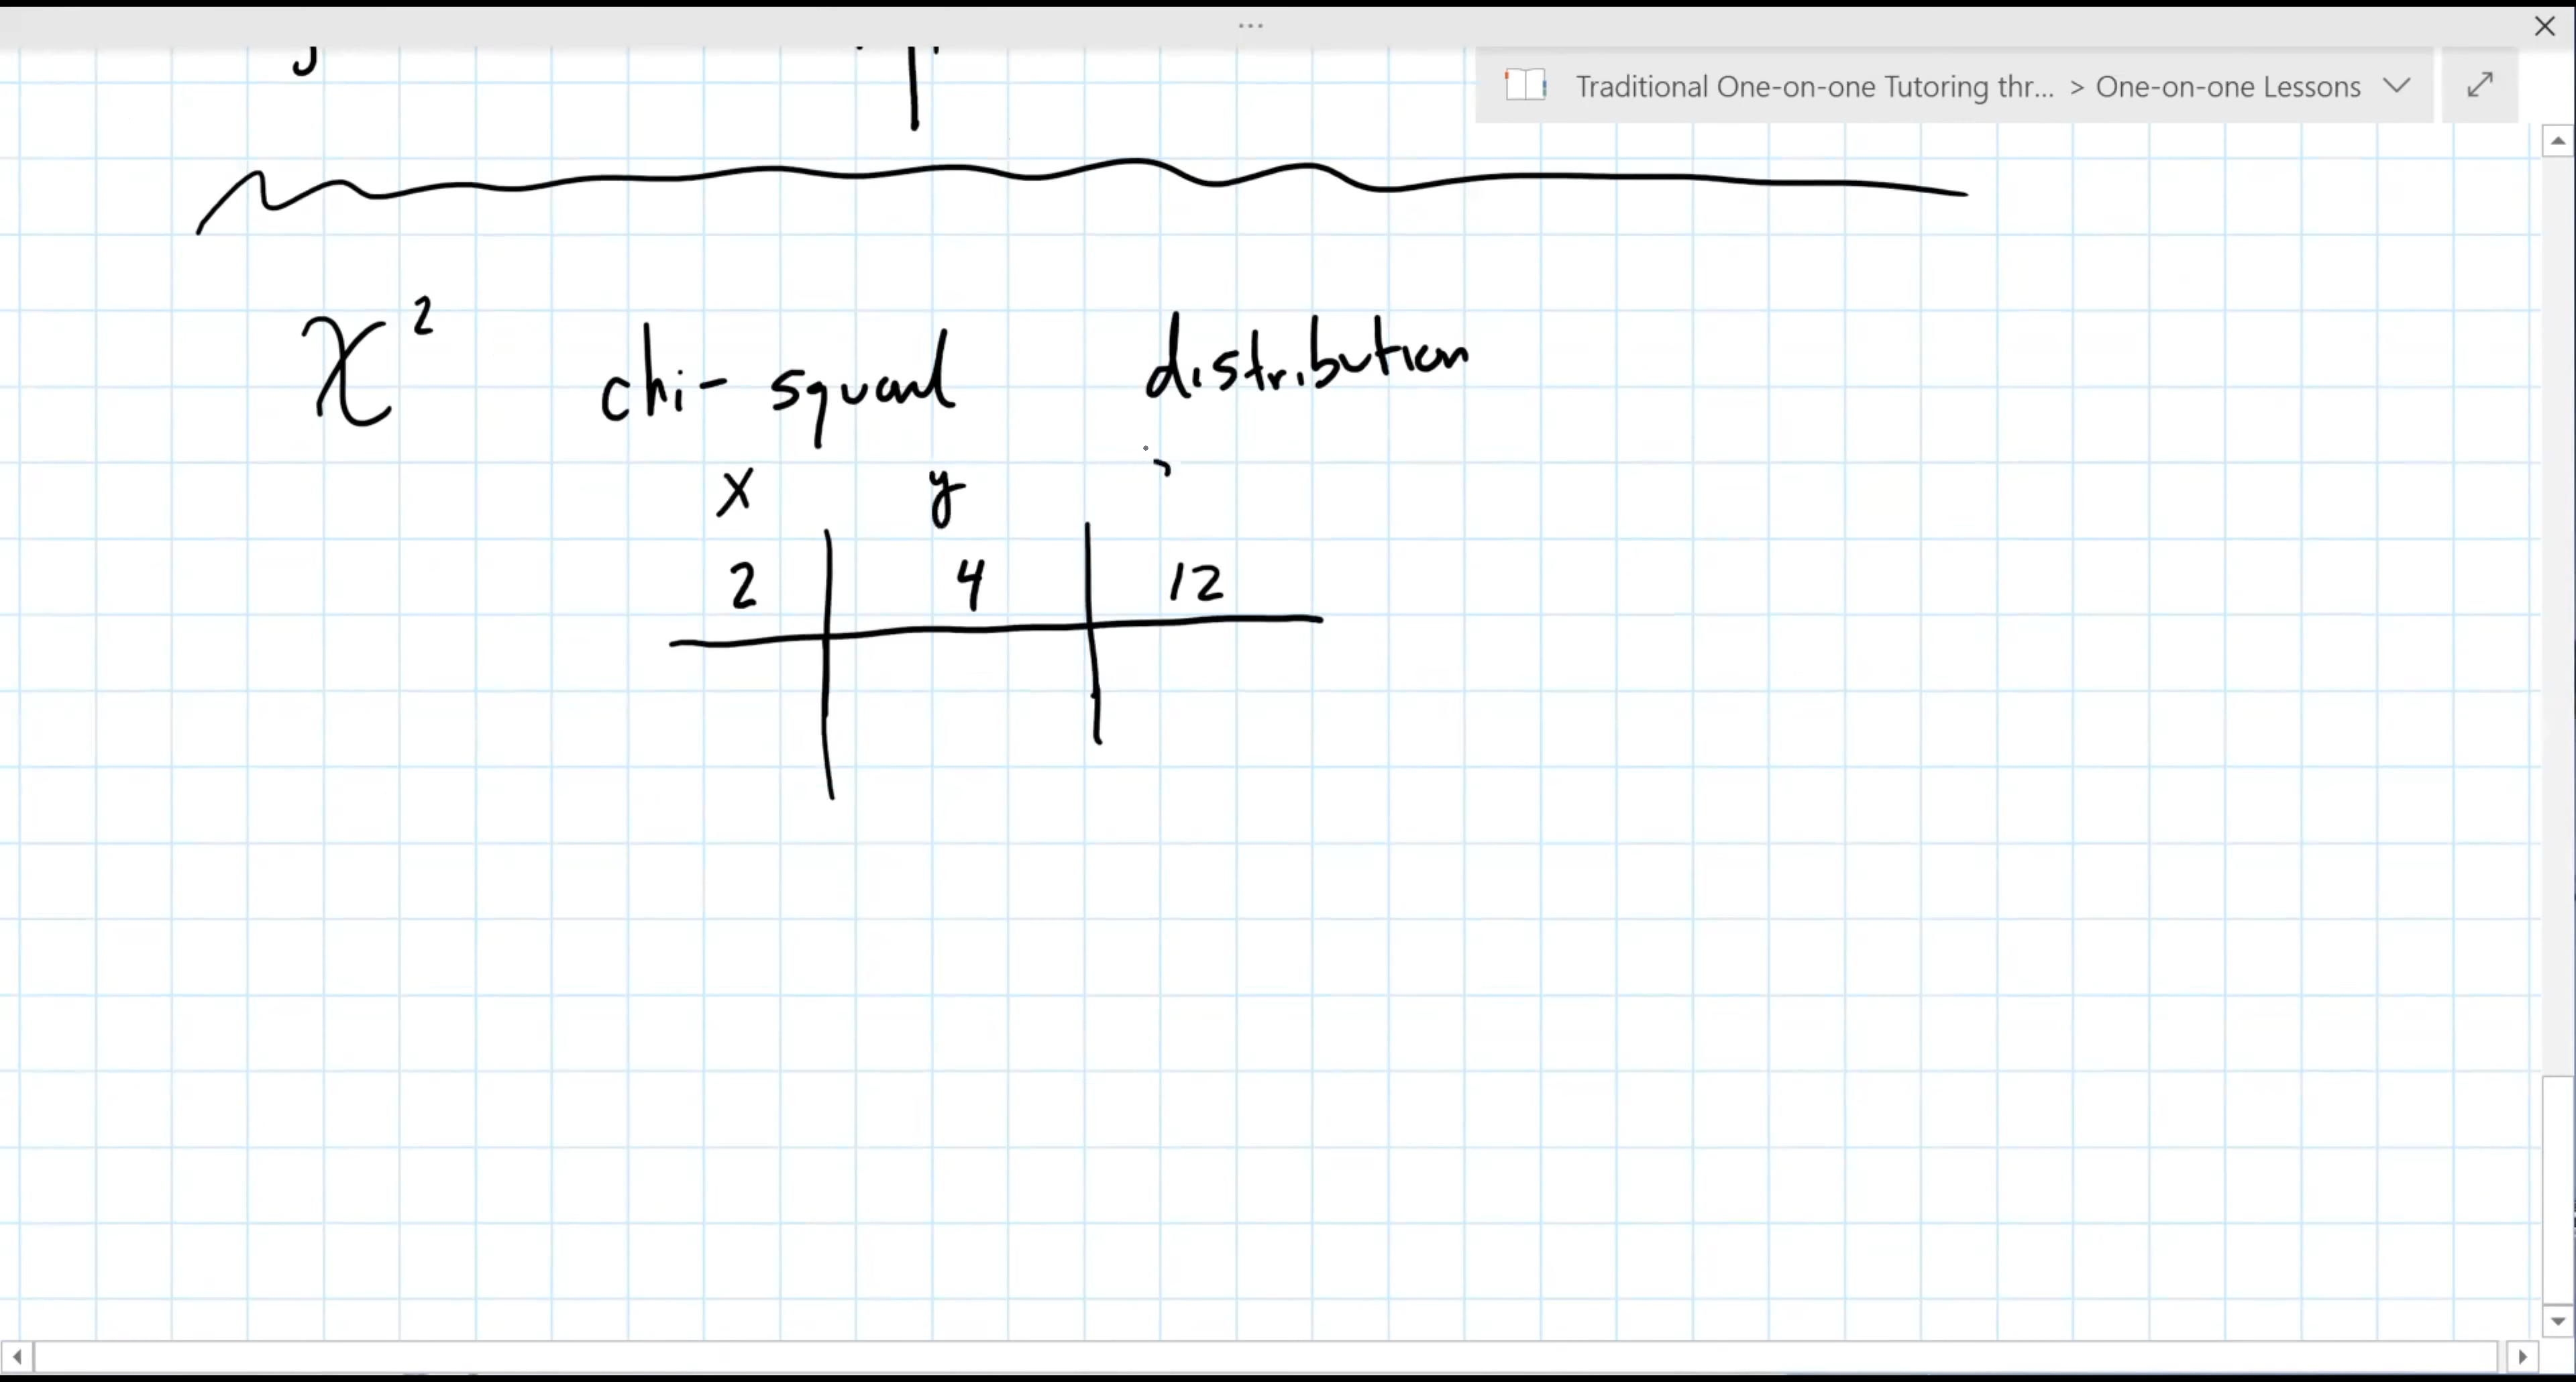 ...
Traditional One-on-one Tutoring thr... > One-on-one Lessons
χ² chi-squared distribution
x y
2 4 12